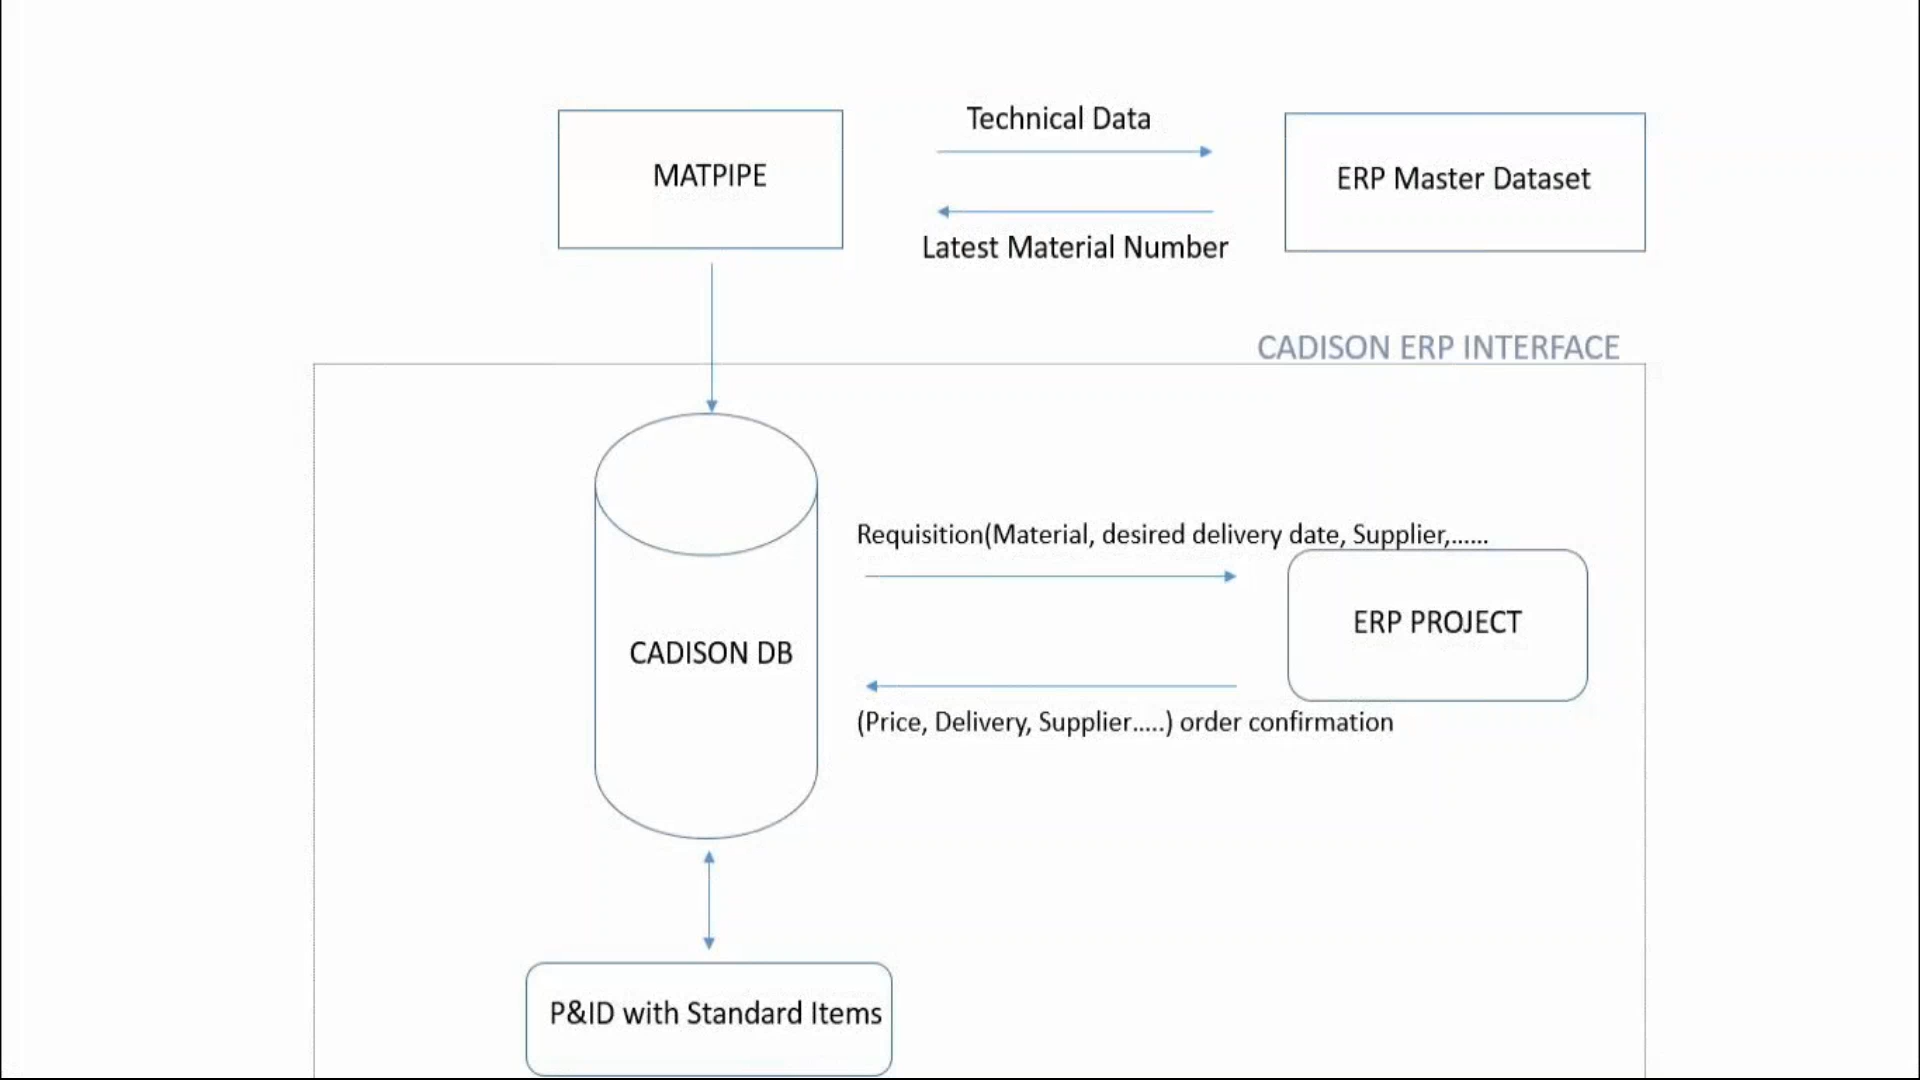 Technical Data
MATPIPE
ERP Master Dataset
Latest Material Number
CADISON ERP INTERFACE
Requisition(Material, desired delivery date, Supplier,......
ERP PROJECT
CADISON DB
(Price, Delivery, Supplier.....) order confirmation
P&ID with Standard Items